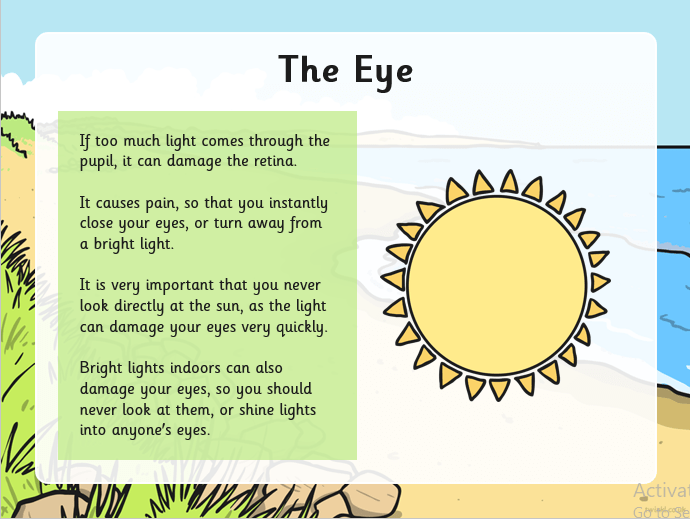 The Eye
If too much light comes through the
pupil, it can damage the retina.
It causes pain, so that you instantly
close your eyes, or turn away from
a bright light.
It is very important that you never
look directly at the sun, as the light
can damage your eyes very quickly.
Bright lights indoors can also
damage your eyes, so you should
never look at them, or shine lights
into anyone's eyes.
Activat
Go to Se